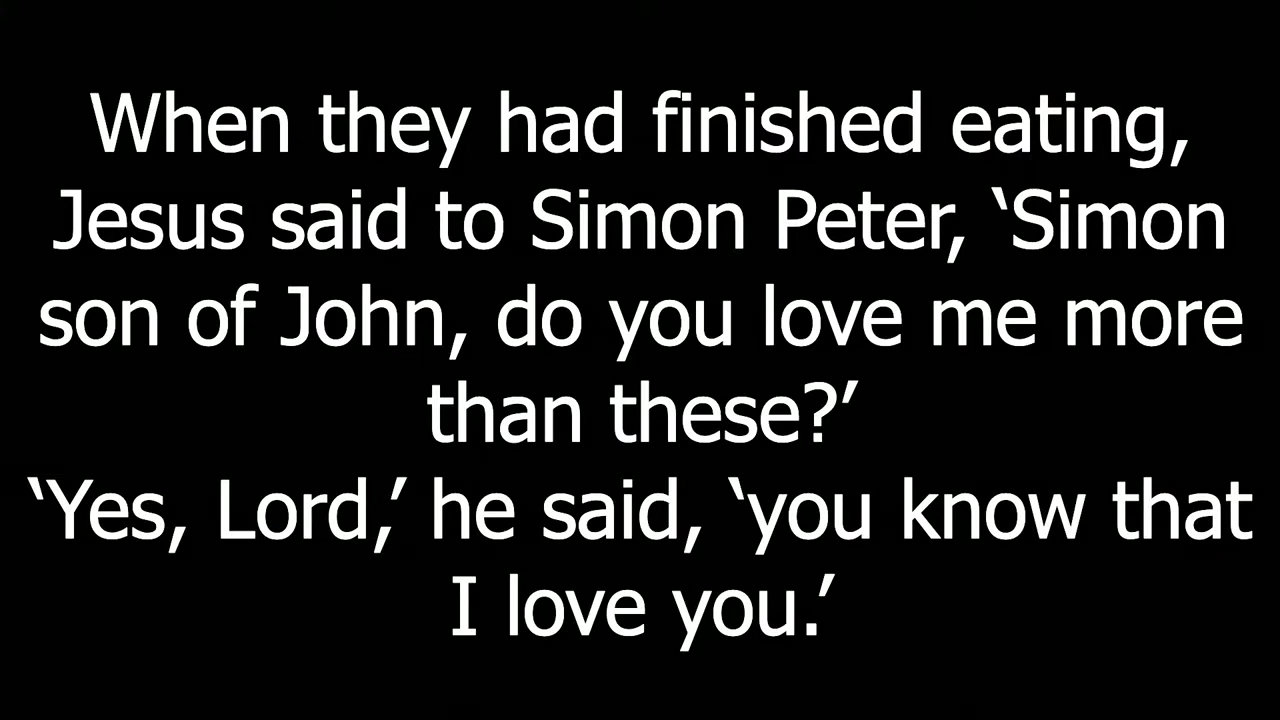 When they had finished eating,
Jesus said to Simon Peter, ‘Simon
son of John, do you love me more
than these?’
‘Yes, Lord,’ he said, ‘you know that
I love you.’